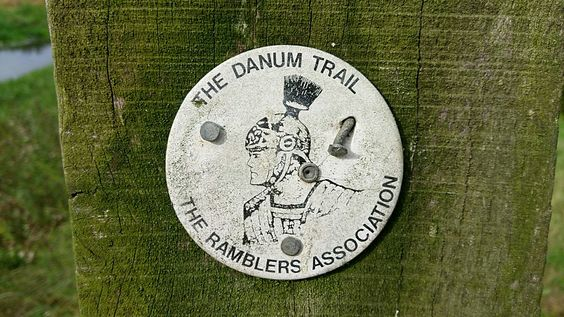 THE DANUM TRAIL
THE RAMBLERS ASSOCIATION